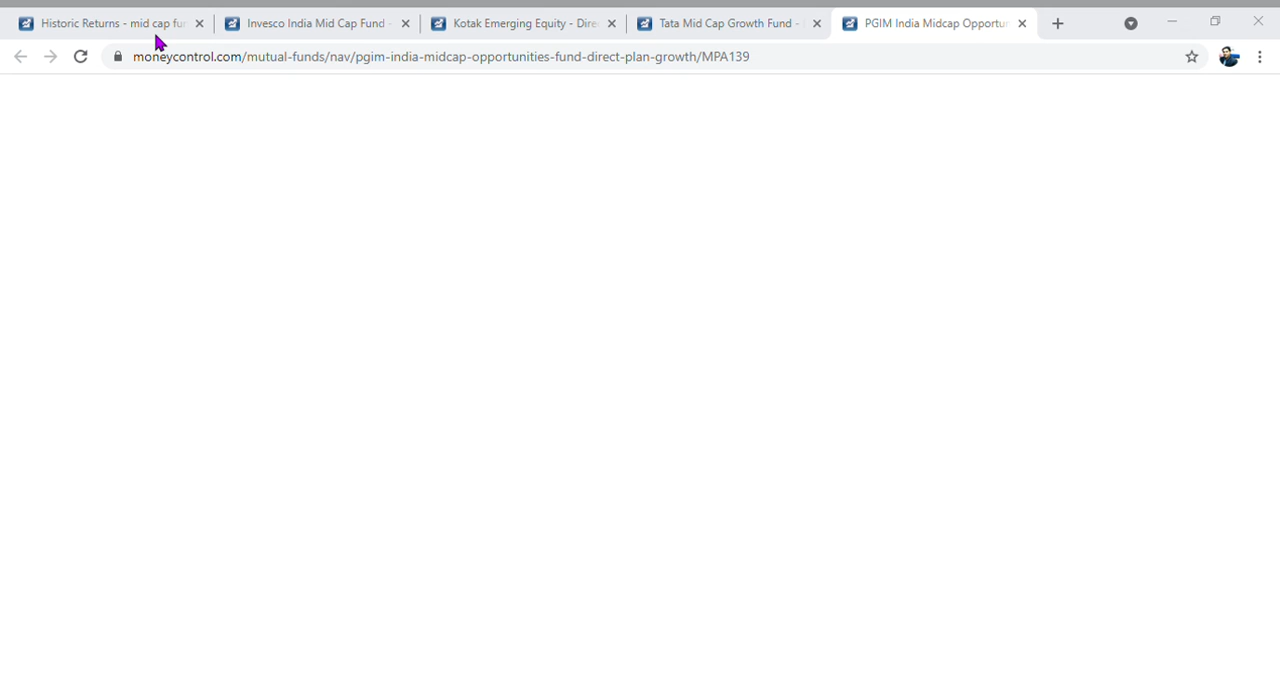 Historic Returns - mid cap fu
Invesco India Mid Cap Fund -
Kotak Emerging Equity - Dire
Tata Mid Cap Growth Fund -
PGIM India Midcap Opportu
moneycontrol.com/mutual-funds/nav/pgim-india-midcap-opportunities-fund-direct-plan-growth/MPA139